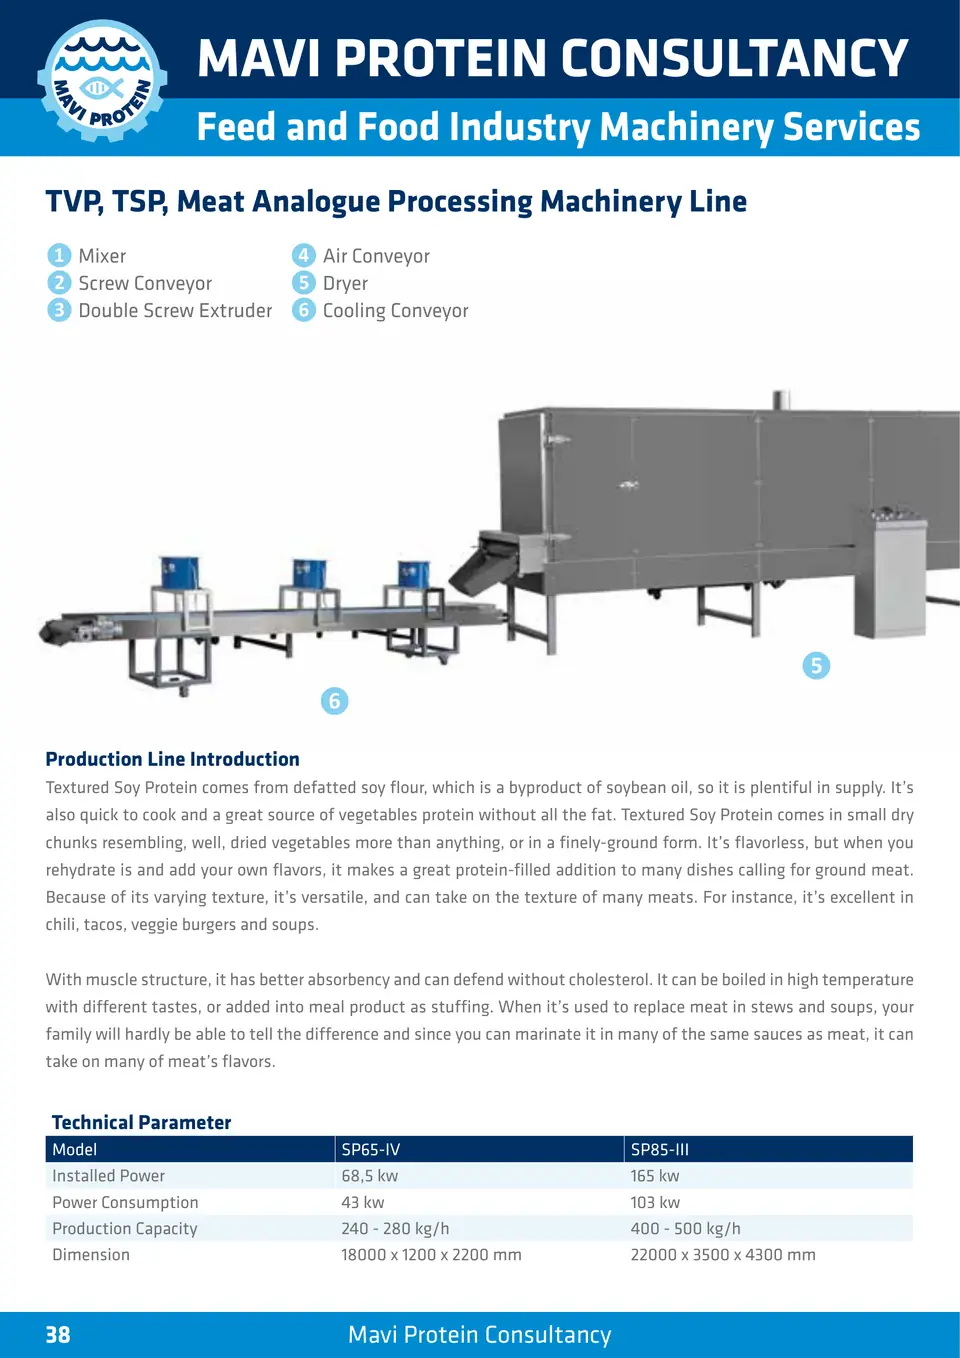 MAVI PROTEIN
MAVI PROTEIN CONSULTANCY
Feed and Food Industry Machinery Services
TVP, TSP, Meat Analogue Processing Machinery Line
1 Mixer
2 Screw Conveyor
3 Double Screw Extruder
4 Air Conveyor
5 Dryer
6 Cooling Conveyor
5
6
Production Line Introduction
Textured Soy Protein comes from defatted soy flour, which is a byproduct of soybean oil, so it is plentiful in supply. It's
also quick to cook and a great source of vegetables protein without all the fat. Textured Soy Protein comes in small dry
chunks resembling, well, dried vegetables more than anything, or in a finely-ground form. It's flavorless, but when you
rehydrate is and add your own flavors, it makes a great protein-filled addition to many dishes calling for ground meat.
Because of its varying texture, it's versatile, and can take on the texture of many meats. For instance, it's excellent in
chili, tacos, veggie burgers and soups.
With muscle structure, it has better absorbency and can defend without cholesterol. It can be boiled in high temperature
with different tastes, or added into meal product as stuffing. When it's used to replace meat in stews and soups, your
family will hardly be able to tell the difference and since you can marinate it in many of the same sauces as meat, it can
take on many of meat's flavors.
Technical Parameter
Model SP65-IV SP85-III
Installed Power 68,5 kw 165 kw
Power Consumption 43 kw 103 kw
Production Capacity 240 - 280 kg/h 400 - 500 kg/h
Dimension 18000 x 1200 x 2200 mm 22000 x 3500 x 4300 mm
38 Mavi Protein Consultancy